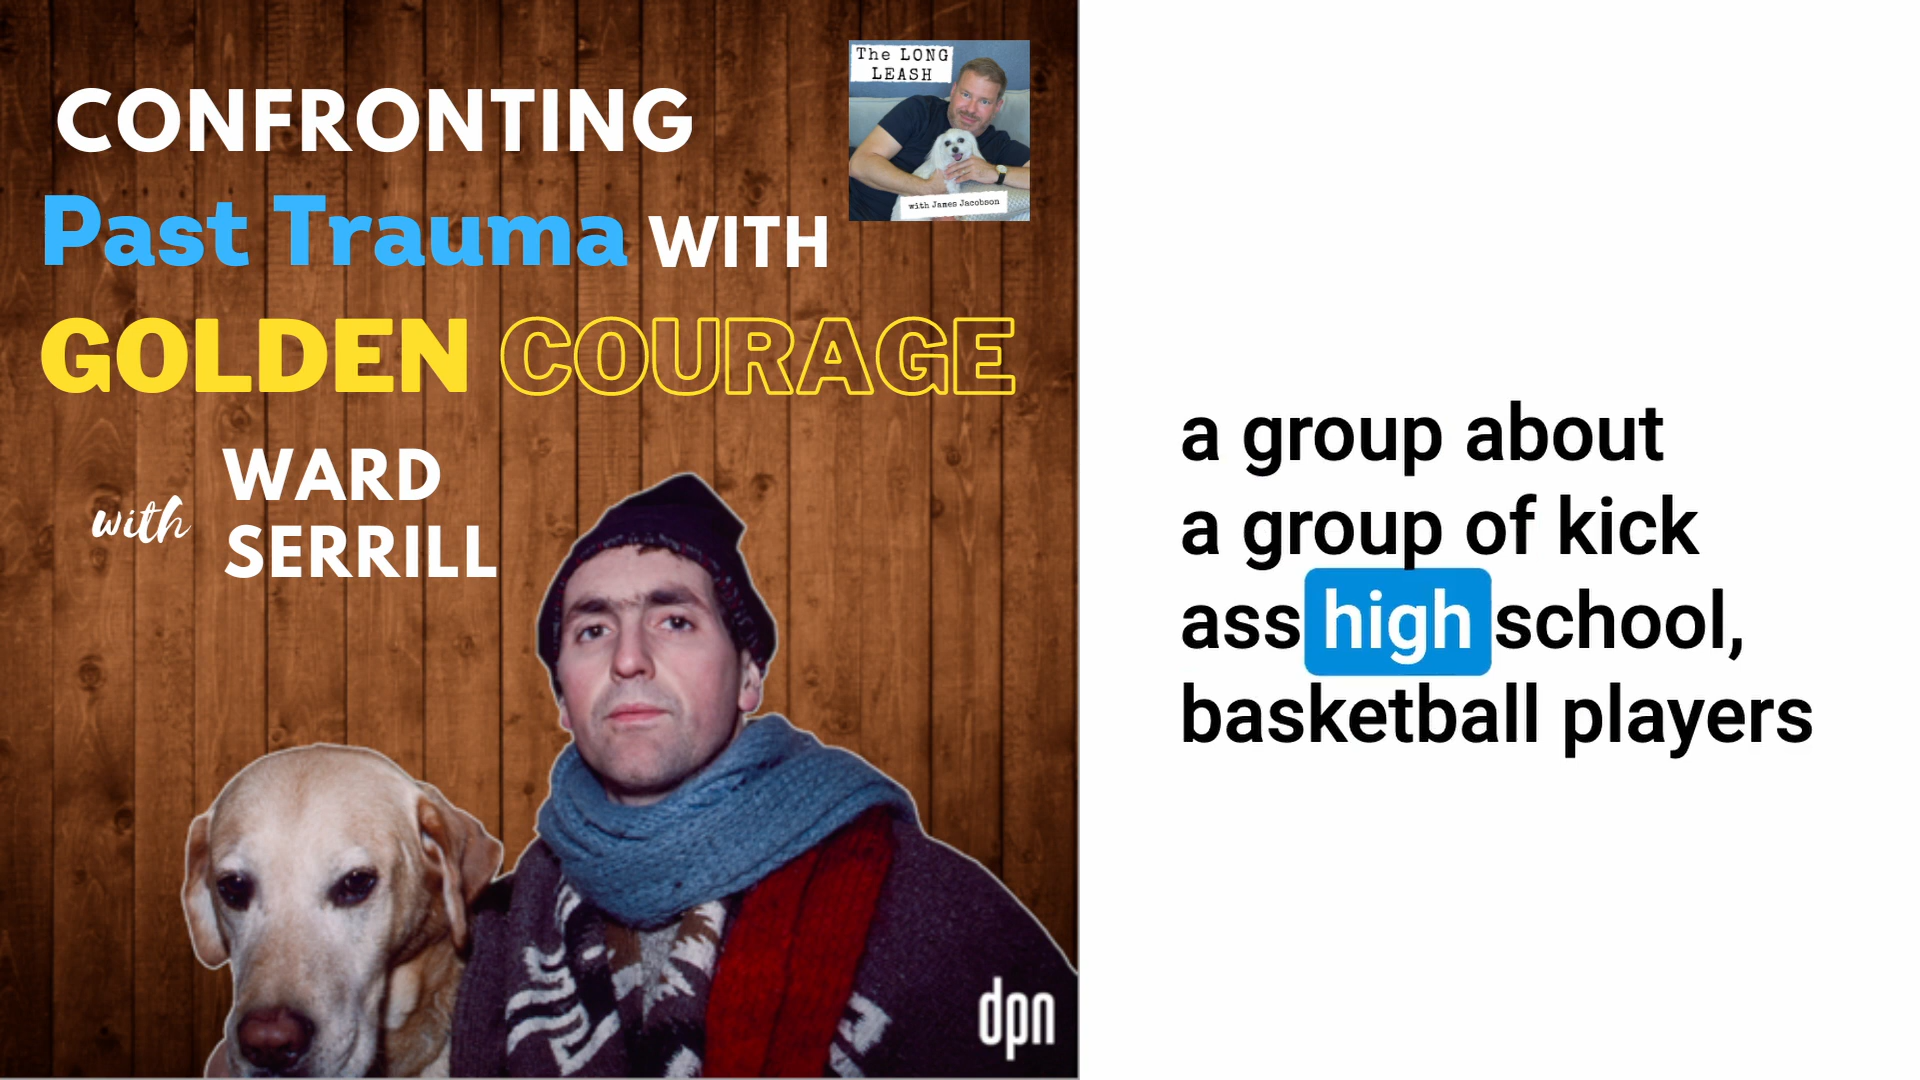 CONFRONTING
Past Trauma WITH
GOLDEN COURAGE
with
WARD
SERRILL
The LONG
LEASH
with James Jacobson
dpn
a group about
a group of kick
ass high school,
basketball players